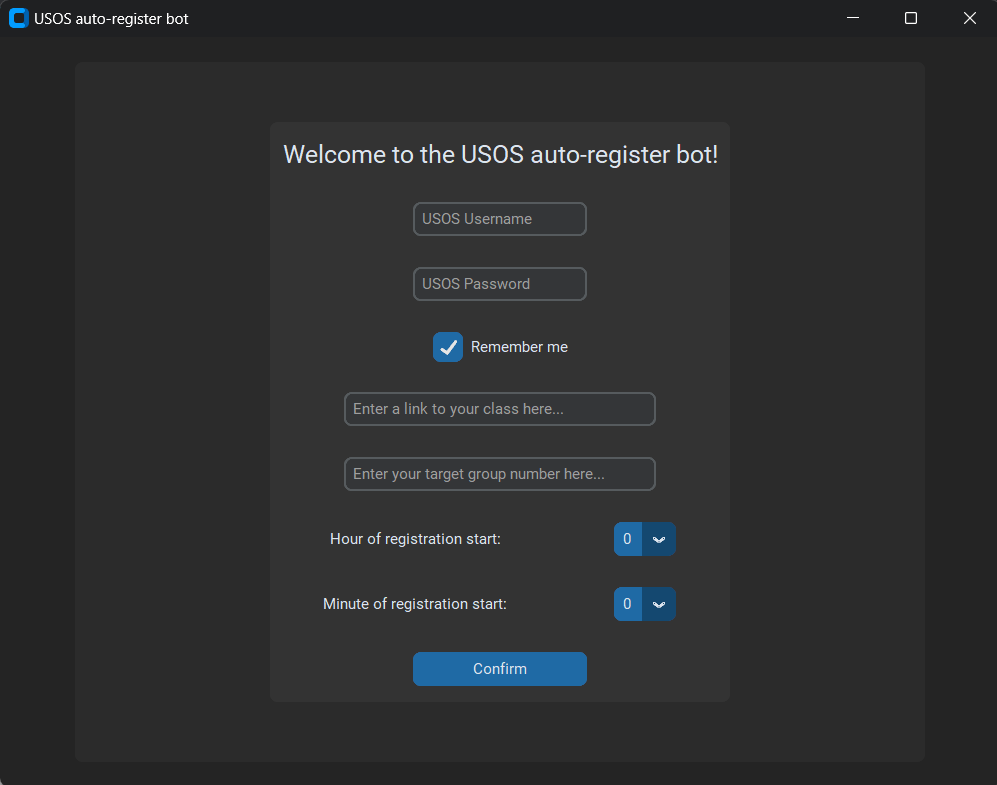 USOS auto-register bot
Welcome to the USOS auto-register bot!
USOS Username
USOS Password
Remember me
Enter a link to your class here...
Enter your target group number here...
Hour of registration start: 0
Minute of registration start: 0
Confirm